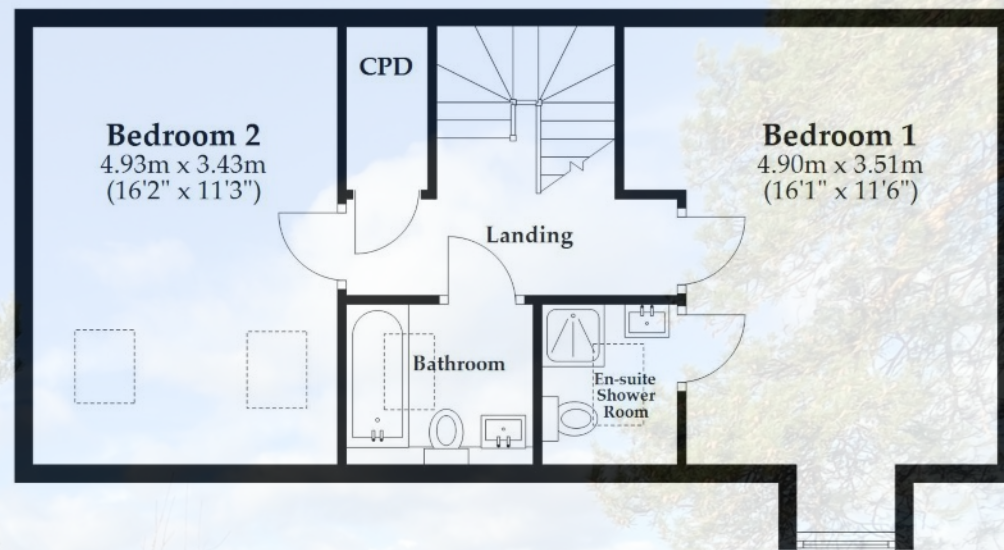 CPD
Bedroom 2
4.93m x 3.43m
(16'2" x 11'3")
Bedroom 1
4.90m x 3.51m
(16'1" x 11'6")
Landing
Bathroom
En-suite
Shower
Room